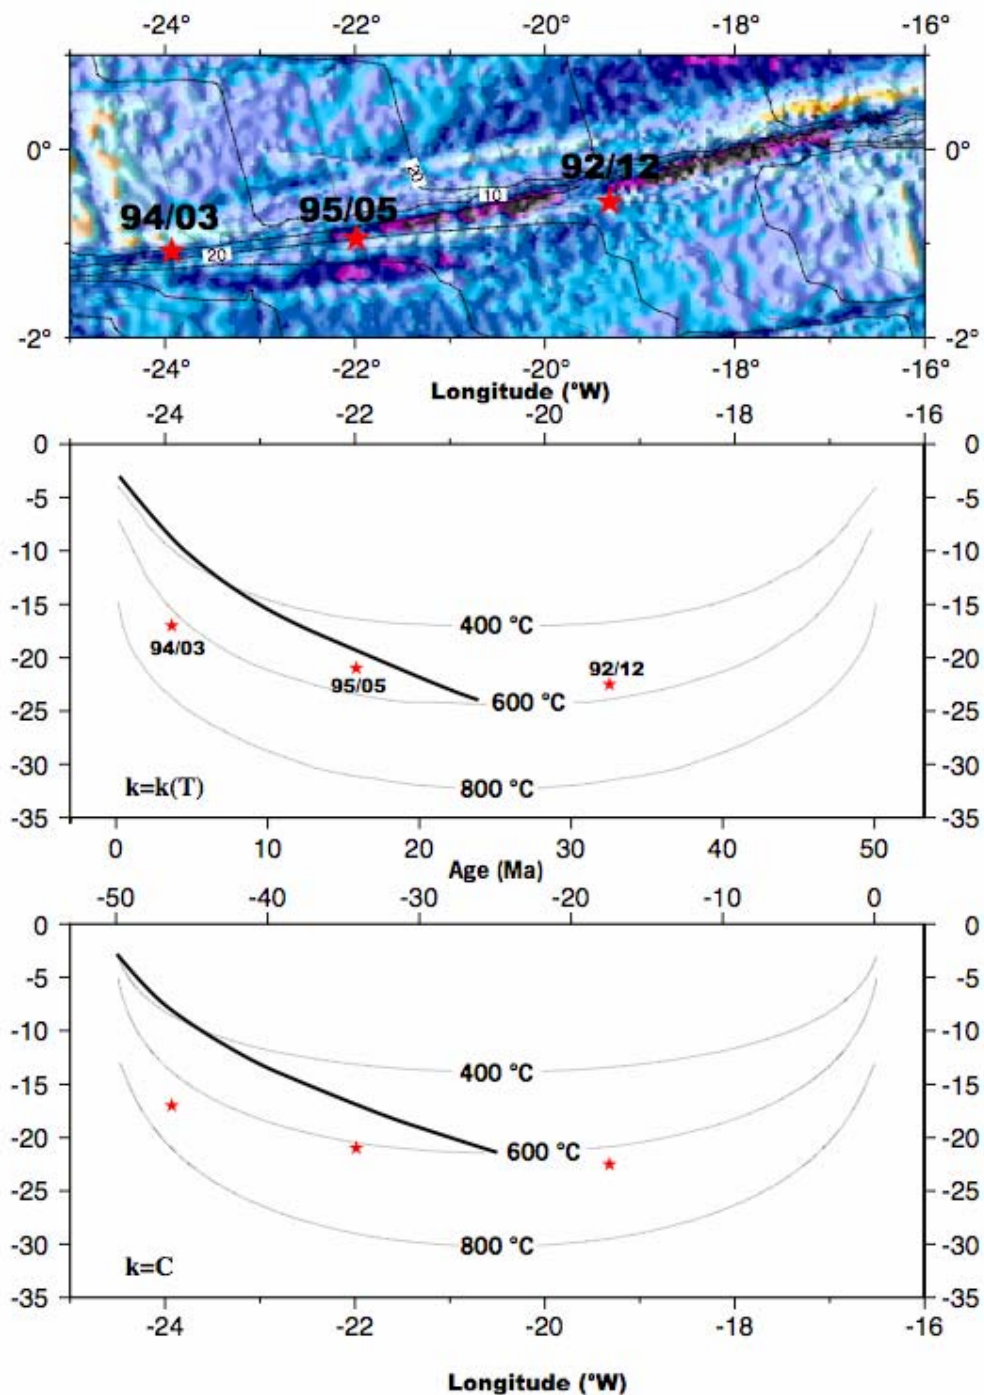 -24° -22° -20° -18° -16°
0° 0°
92/12
20
10
94/03 95/05
20
-2° -2°
-24° -22° -20° -18° -16°
Longitude (°W)
-24 -22 -20 -18 -16
0 0
-5 -5
-10 -10
-15 -15
400 °C
94/03
-20 -20
95/05 92/12
600 °C
-25 -25
-30 -30
k=k(T) 800 °C
-35 -35
0 10 20 30 40 50
Age (Ma)
-50 -40 -30 -20 -10 0
0 0
-5 -5
-10 -10
400 °C
-15 -15
-20 -20
600 °C
-25 -25
-30 800 °C -30
k=C
-35 -35
-24 -22 -20 -18 -16
Longitude (°W)